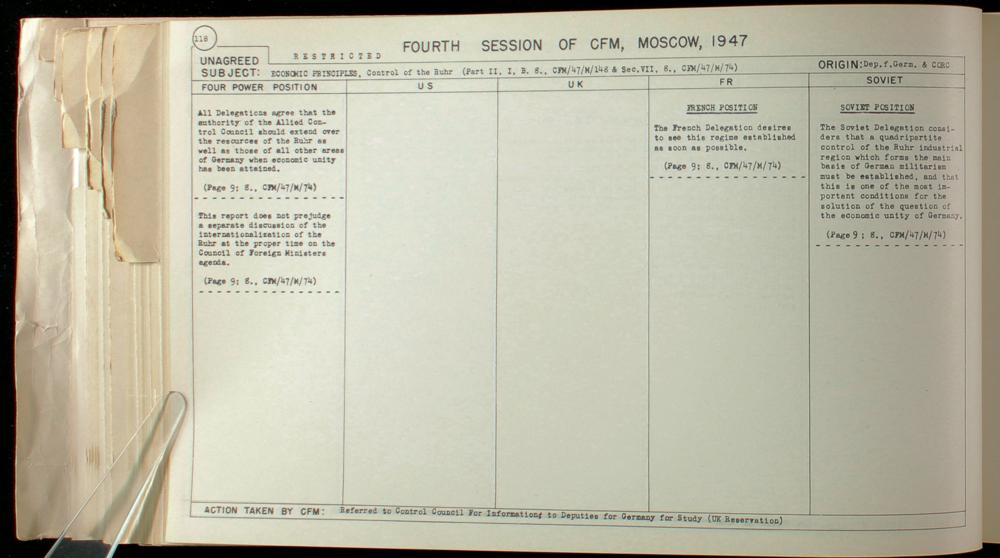 118
FOURTH SESSION OF CFM, MOSCOW, 1947
RESTRICTED
UNAGREED
SUBJECT: ECONOMIC PRINCIPLES, Control of the Ruhr (Part II, I, B. 8., CFM/47/M/148 & Sec.VII, 8., CFM/47/M/74)
ORIGIN: Dep.f.Germ. & CORC
FOUR POWER POSITION
US
UK
FR
SOVIET
All Delegations agree that the
authority of the Allied Con-
trol Council should extend over
the resources of the Ruhr as
well as those of all other areas
of Germany when economic unity
has been attained.
(Page 9; 8., CFM/47/M/74)
This report does not prejudge
a separate discussion of the
internationalization of the
Ruhr at the proper time on the
Council of Foreign Ministers
agenda.
(Page 9; 8., CFM/47/M/74)
FRENCH POSITION
The French Delegation desires
to see this regime established
as soon as possible.
(Page 9; 8., CFM/47/M/74)
SOVIET POSITION
The Soviet Delegation consi-
ders that a quadripartite
control of the Ruhr industrial
region which forms the main
basis of German militarism
must be established, and that
this is one of the most im-
portant conditions for the
solution of the question of
the economic unity of Germany.
(Page 9 ; 8., CFM/47/M/74)
ACTION TAKEN BY CFM: Referred to Control Council For Information; to Deputies for Germany for Study (UK Reservation)